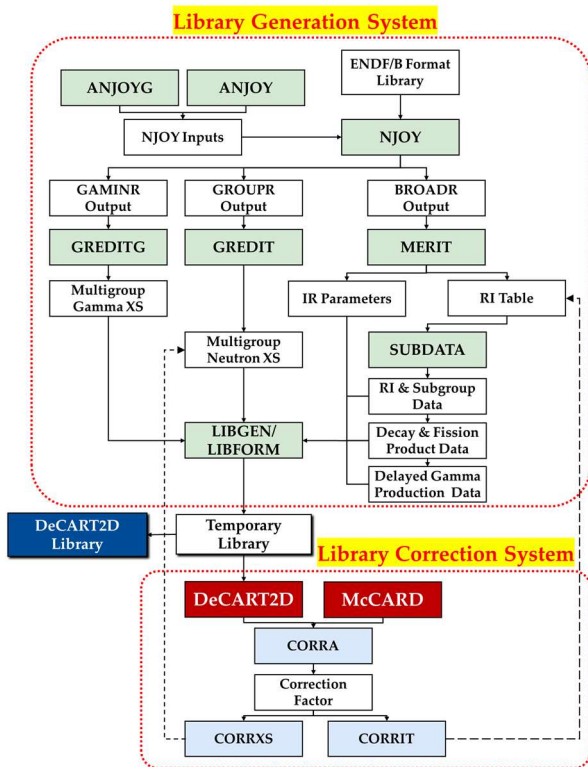 Library Generation System
ENDF/B Format
Library
ANJOYG
ANJOY
NJOY Inputs
NJOY
GAMINR
Output
GROUPR
Output
BROADR
Output
GREDITG
GREDIT
MERIT
Multigroup
Gamma XS
IR Parameters
RI Table
Multigroup
Neutron XS
SUBDATA
RI & Subgroup
Data
LIBGEN/
LIBFORM
Decay & Fission
Product Data
Delayed Gamma
Production Data
DeCART2D
Library
Temporary
Library
Library Correction System
DeCART2D
McCARD
CORRA
Correction
Factor
CORRXS
CORRIT